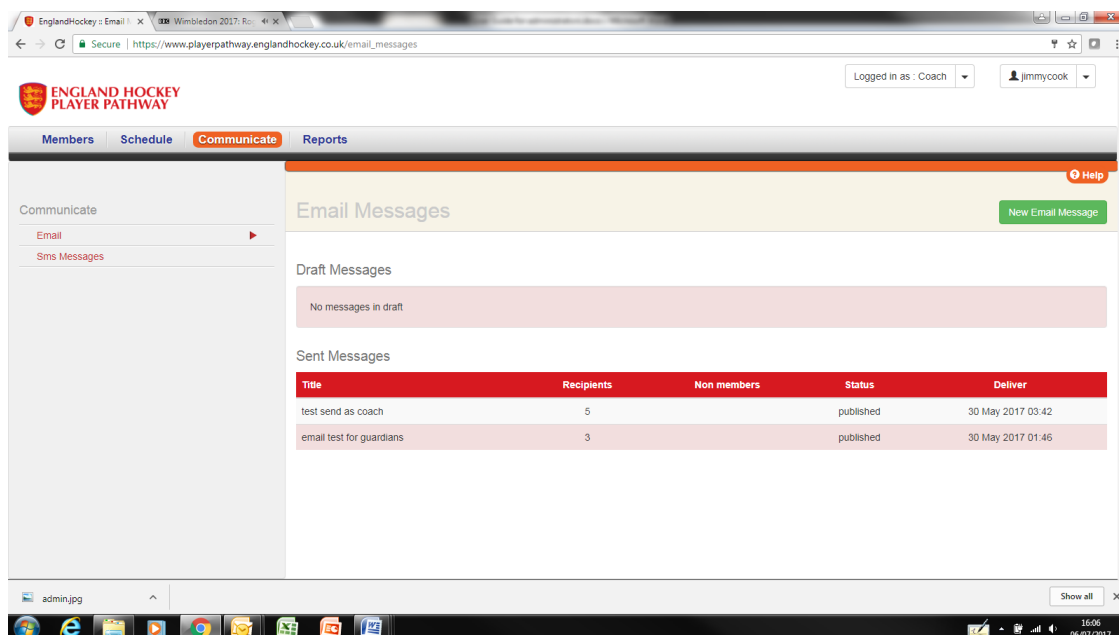 EnglandHockey :: Email M
Wimbledon 2017: Ro
Secure | https://www.playerpathway.englandhockey.co.uk/email_messages
Logged in as : Coach
jimmycook
ENGLAND HOCKEY
PLAYER PATHWAY
Members Schedule Communicate Reports
Help
Communicate
Email
Sms Messages
Email Messages
New Email Message
Draft Messages
No messages in draft
Sent Messages
Title Recipients Non members Status Deliver
test send as coach 5 published 30 May 2017 03:42
email test for guardians 3 published 30 May 2017 01:46
admin.jpg
Show all
16:06
06/07/2017